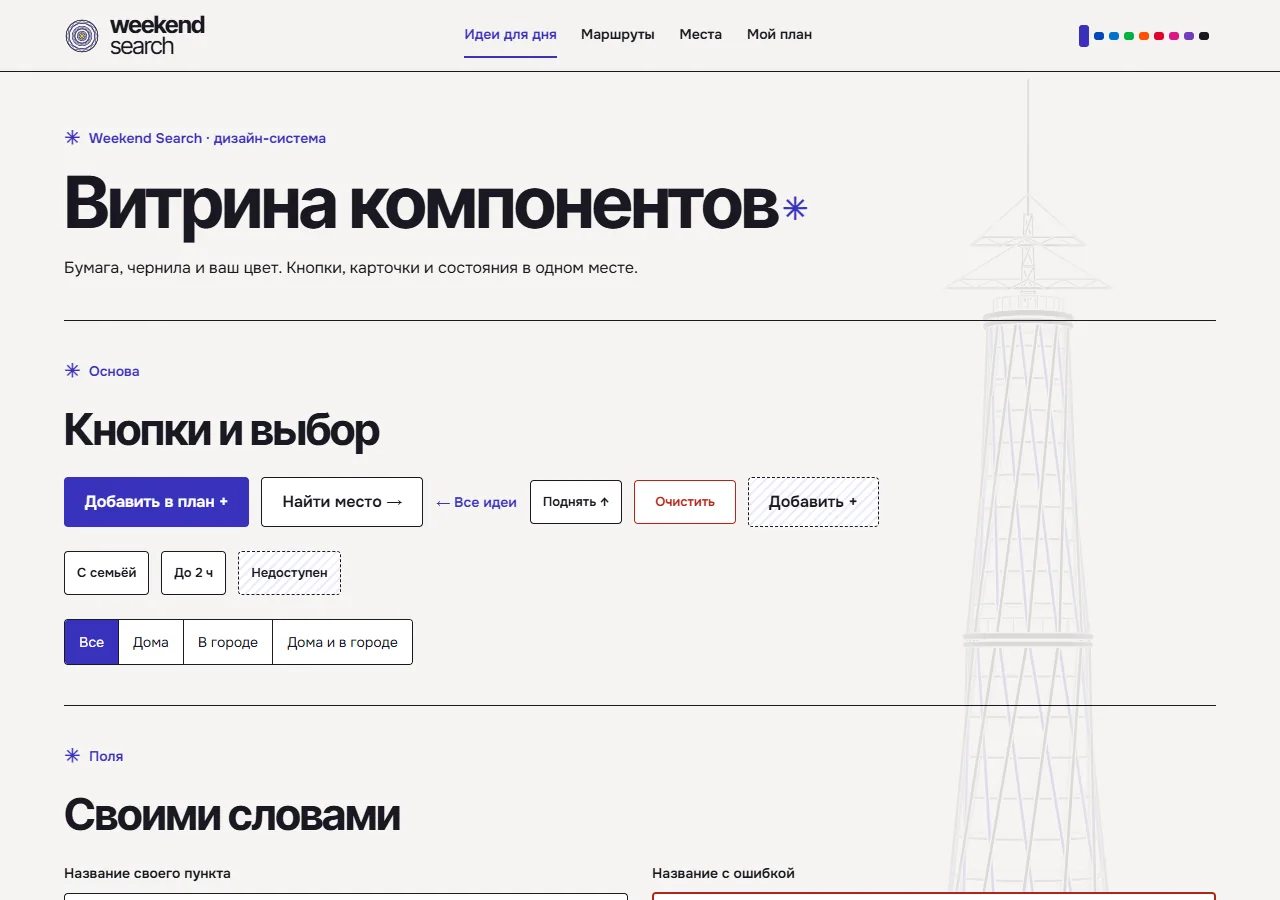 weekend
search
Идеи для дня Маршруты Места Мой план
Weekend Search · дизайн-система
Витрина компонентов
Бумага, чернила и ваш цвет. Кнопки, карточки и состояния в одном месте.
Основа
Кнопки и выбор
Добавить в план + Найти место → ← Все идеи Поднять ↑ Очистить Добавить +
С семьёй До 2 ч Недоступен
Все Дома В городе Дома и в городе
Поля
Своими словами
Название своего пункта Название с ошибкой